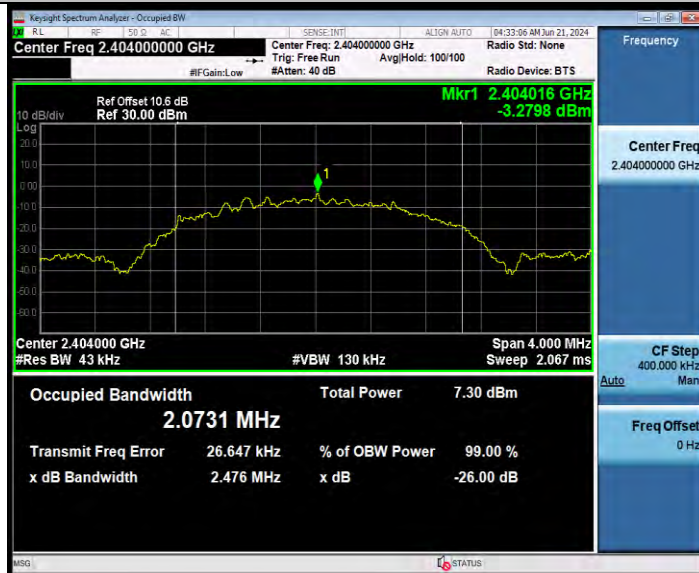 Keysight Spectrum Analyzer - Occupied BW
RL RF 50 Ω AC SENSE:INT ALIGN AUTO 04:33:06 AM Jun 21, 2024
Center Freq 2.404000000 GHz
Center Freq: 2.404000000 GHz Radio Std: None
Trig: Free Run Avg|Hold: 100/100
#IFGain:Low #Atten: 40 dB Radio Device: BTS
Ref Offset 10.6 dB Mkr1 2.404016 GHz
10 dB/div Ref 30.00 dBm -3.2798 dBm
Log
20.0
10.0
0.00
-10.0
-20.0
-30.0
-40.0
-50.0
-60.0
1
Center 2.404000 GHz Span 4.000 MHz
#Res BW 43 kHz #VBW 130 kHz Sweep 2.067 ms
Occupied Bandwidth Total Power 7.30 dBm
2.0731 MHz
Transmit Freq Error 26.647 kHz % of OBW Power 99.00 %
x dB Bandwidth 2.476 MHz x dB -26.00 dB
MSG STATUS
Frequency
Center Freq
2.404000000 GHz
CF Step
400.000 kHz
Auto Man
Freq Offset
0 Hz